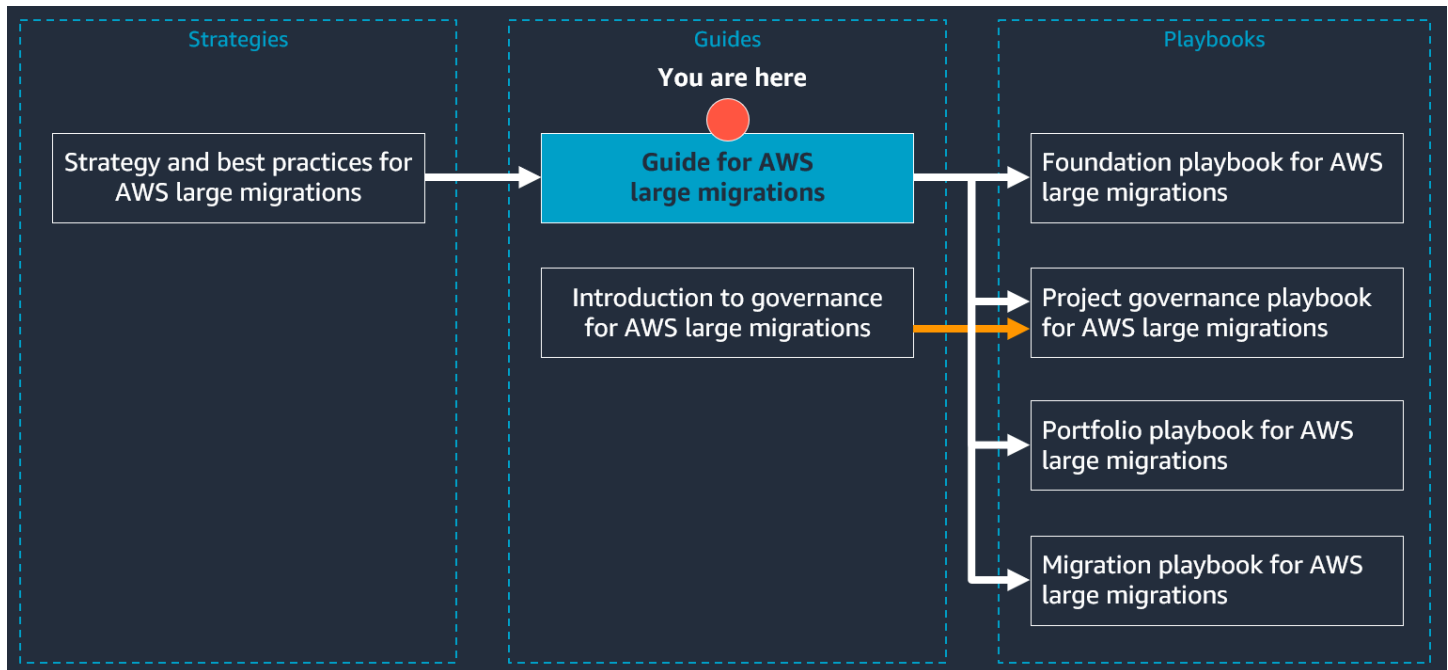 Strategies
Guides
Playbooks
You are here
Strategy and best practices for
AWS large migrations
Guide for AWS
large migrations
Foundation playbook for AWS
large migrations
Introduction to governance
for AWS large migrations
Project governance playbook
for AWS large migrations
Portfolio playbook for AWS
large migrations
Migration playbook for AWS
large migrations